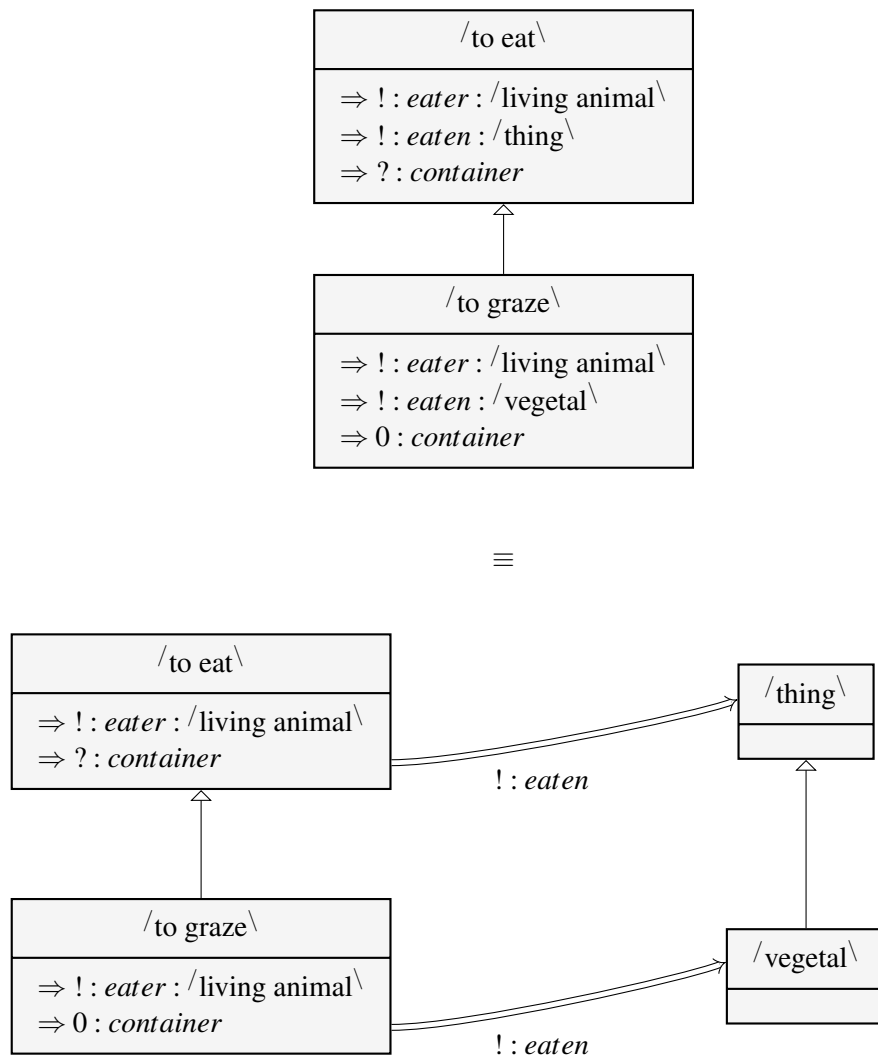 /to eat\
⇒ ! : eater : /living animal\
⇒ ! : eaten : /thing\
⇒ ? : container
/to graze\
⇒ ! : eater : /living animal\
⇒ ! : eaten : /vegetal\
⇒ 0 : container
≡
/to eat\
⇒ ! : eater : /living animal\
⇒ ? : container
/thing\
! : eaten
/to graze\
⇒ ! : eater : /living animal\
⇒ 0 : container
/vegetal\
! : eaten